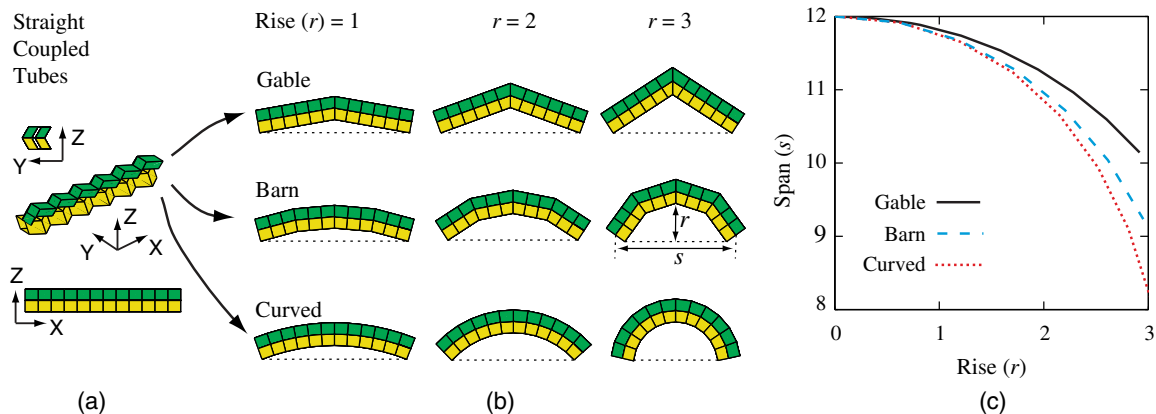 Straight
Coupled
Tubes
Z
Y
Z
Y
X
Z
X
(a)
Rise (r) = 1
r = 2
r = 3
Gable
Barn
r
s
Curved
(b)
12
11
10
9
8
Span (s)
Gable
Barn
Curved
0
1
2
3
Rise (r)
(c)